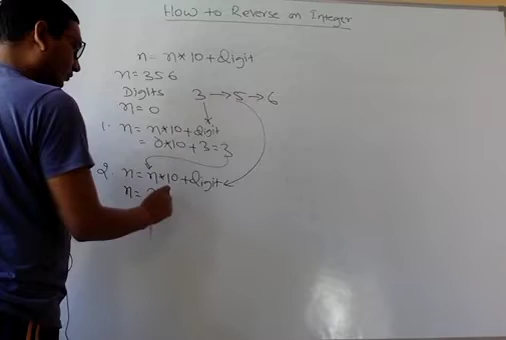 How to Reverse an Integer
n = n*10 + digit
n = 356
Digits 3 → 5 → 6
n = 0
1. n = n*10 + digit
= 0*10 + 3 = 3
2. n = n*10 + digit
n =